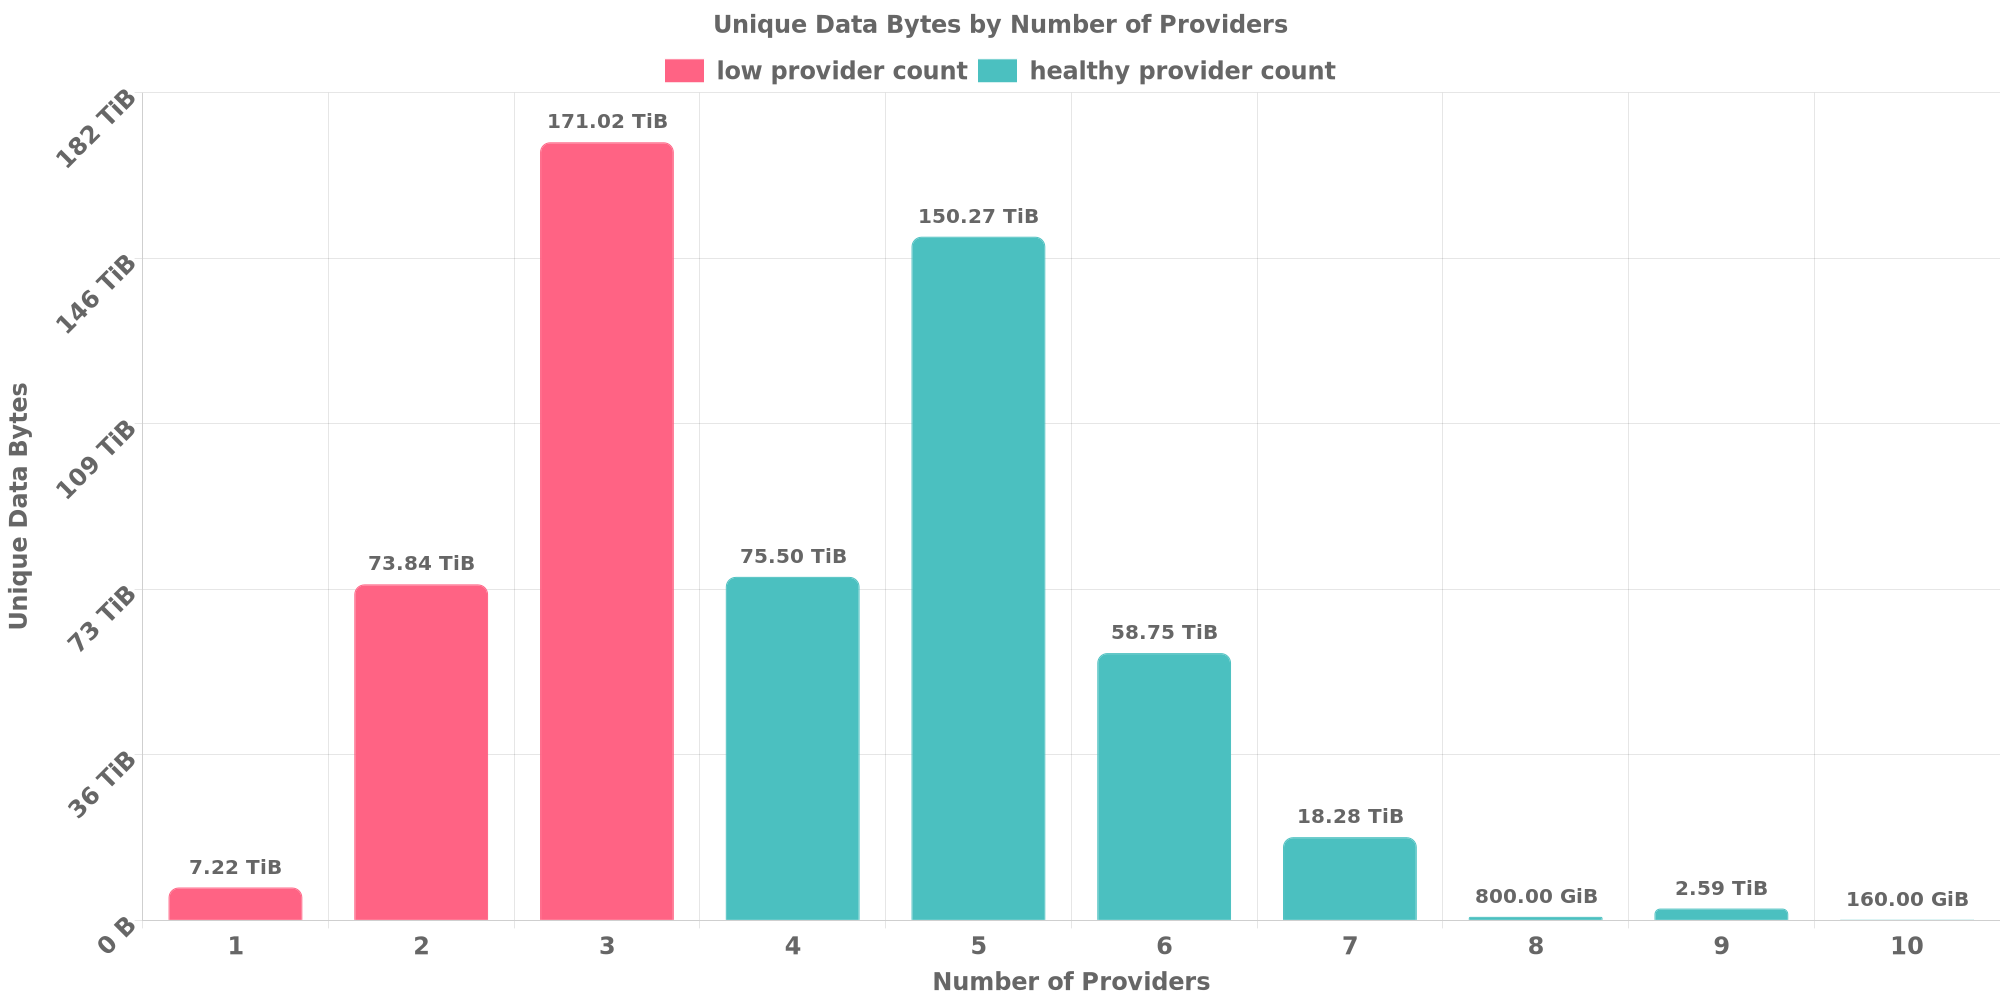 Unique Data Bytes by Number of Providers
low provider count healthy provider count
182 TiB
146 TiB
109 TiB
73 TiB
36 TiB
0 B
Unique Data Bytes
7.22 TiB
73.84 TiB
171.02 TiB
75.50 TiB
150.27 TiB
58.75 TiB
18.28 TiB
800.00 GiB
2.59 TiB
160.00 GiB
1 2 3 4 5 6 7 8 9 10
Number of Providers